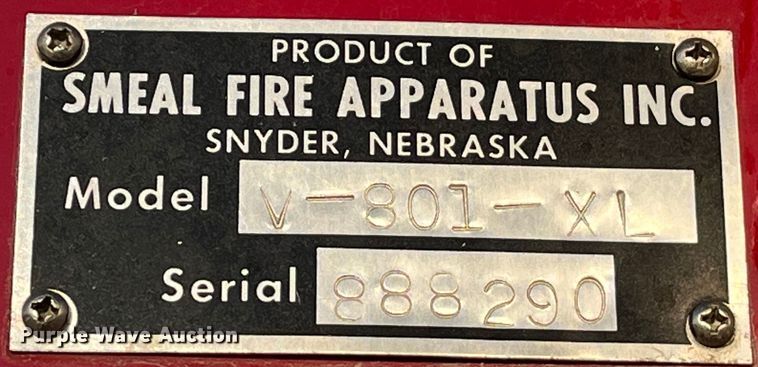 PRODUCT OF
SMEAL FIRE APPARATUS INC.
SNYDER, NEBRASKA
Model V-801-XL
Serial 888290
Purple Wave Auction